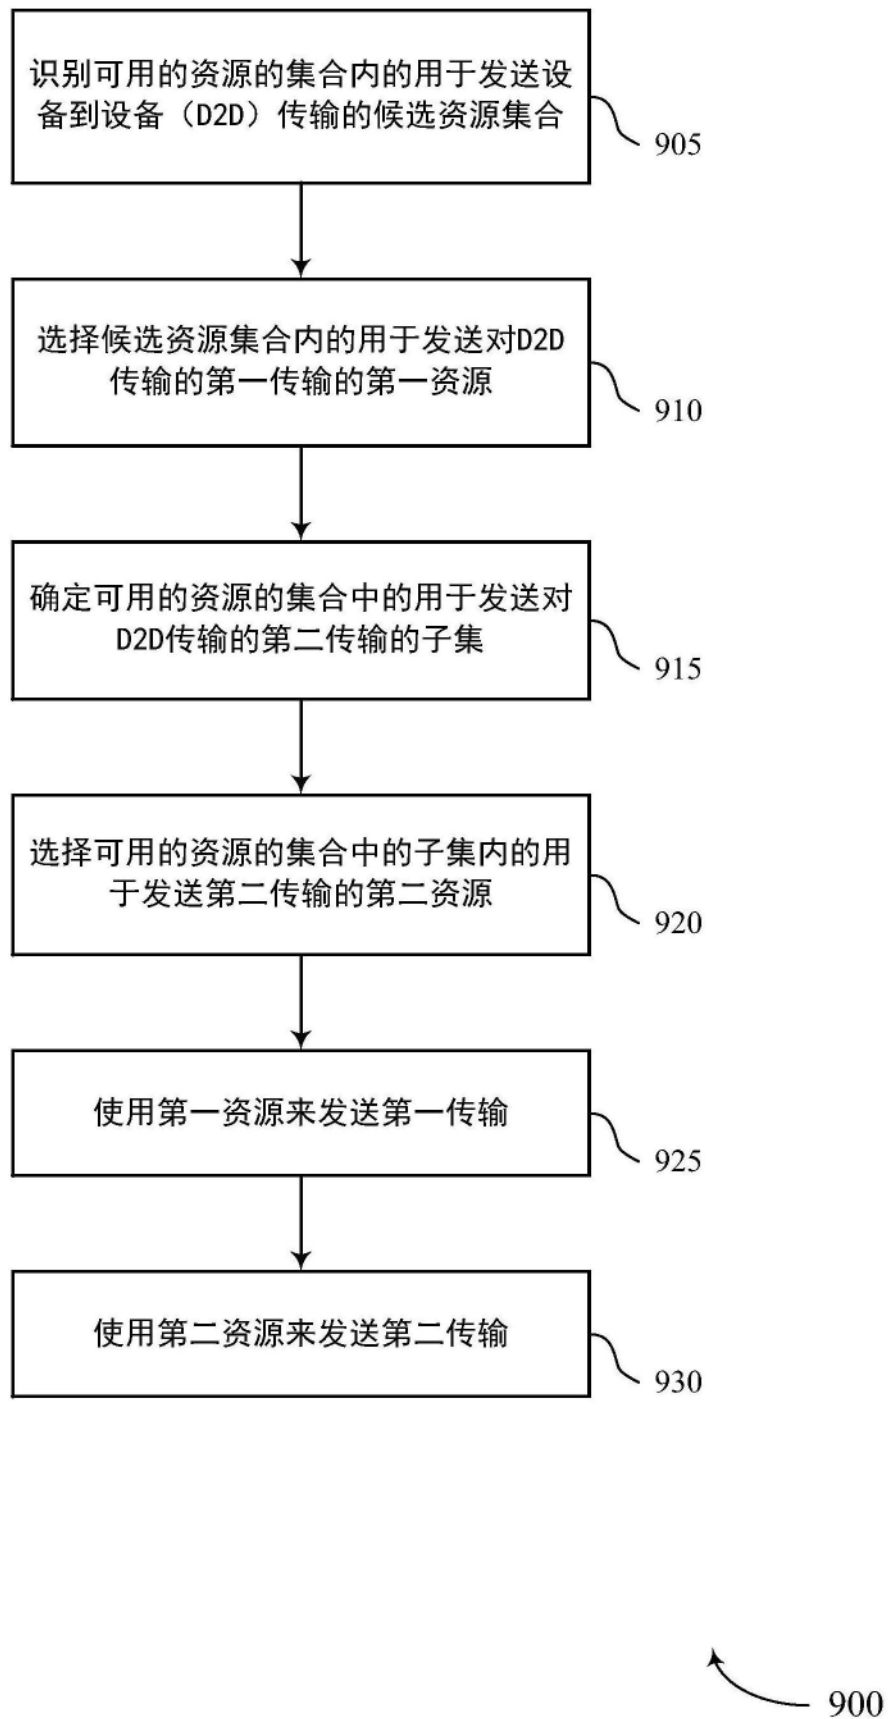 识别可用的资源的集合内的用于发送设
备到设备（D2D）传输的候选资源集合
905
选择候选资源集合内的用于发送对D2D
传输的第一传输的第一资源
910
确定可用的资源的集合中的用于发送对
D2D传输的第二传输的子集
915
选择可用的资源的集合中的子集内的用
于发送第二传输的第二资源
920
使用第一资源来发送第一传输
925
使用第二资源来发送第二传输
930
900